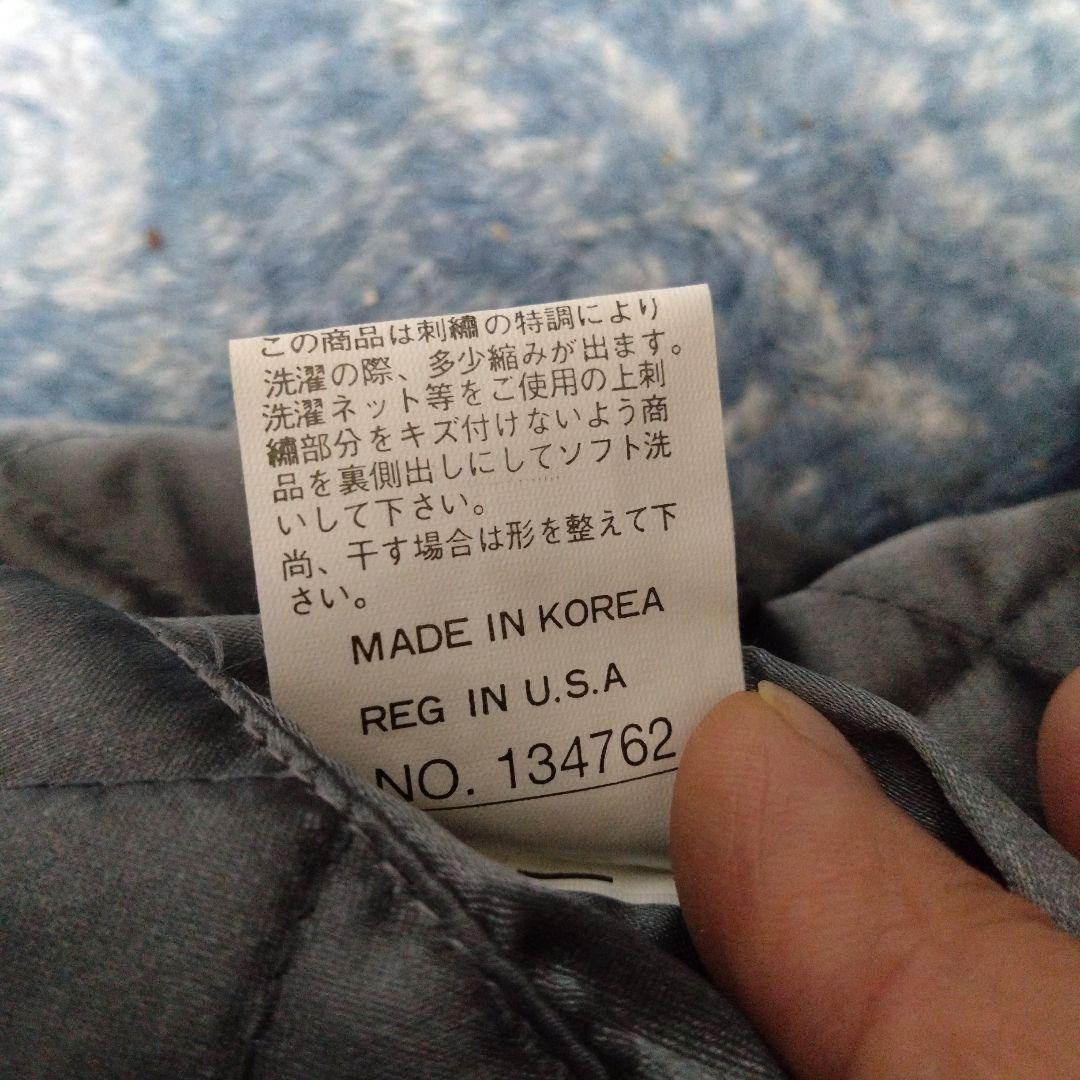 この商品は刺繡の特調により
洗濯の際、多少縮みが出ます。
洗濯ネット等をご使用の上刺
繡部分をキズ付けないよう商
品を裏側出しにしてソフト洗
いして下さい。
尚、干す場合は形を整えて下
さい。
MADE IN KOREA
REG IN U.S.A
NO. 134762